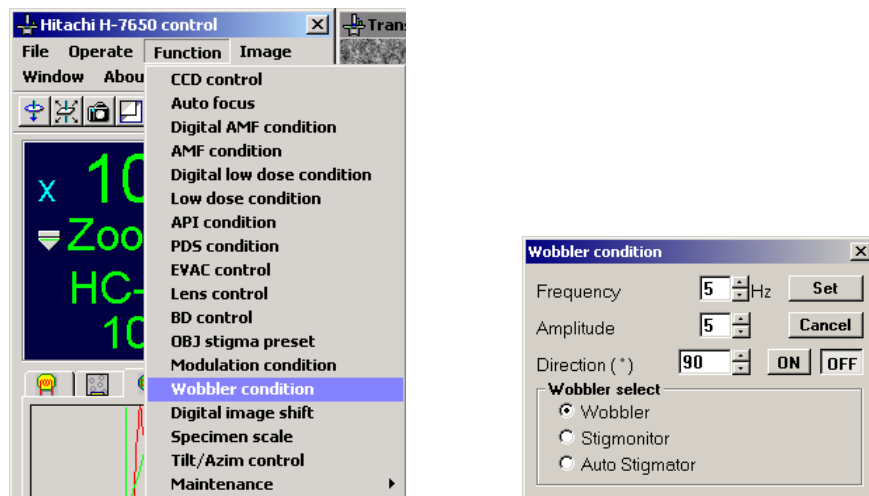 Hitachi H-7650 control
File Operate Function Image
Window
CCD control
Auto focus
Digital AMF condition
AMF condition
Digital low dose condition
Low dose condition
API condition
PDS condition
EVAC control
Lens control
BD control
OBJ stigma preset
Modulation condition
Wobbler condition
Digital image shift
Specimen scale
Tilt/Azim control
Maintenance
x 10
Zoo
HC-
10
Wobbler condition
Frequency 5 Hz Set
Amplitude 5 Cancel
Direction (°) 90 ON OFF
Wobbler select
Wobbler
Stigmonitor
Auto Stigmator